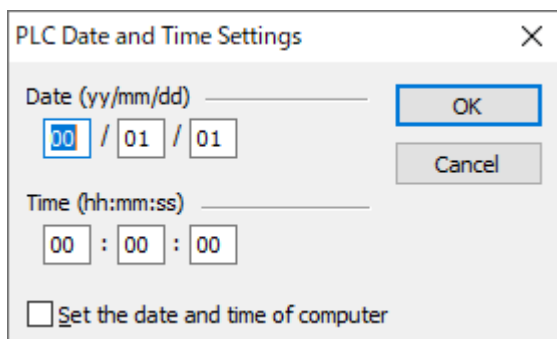 PLC Date and Time Settings
Date (yy/mm/dd)
00 / 01 / 01
OK
Cancel
Time (hh:mm:ss)
00 : 00 : 00
Set the date and time of computer